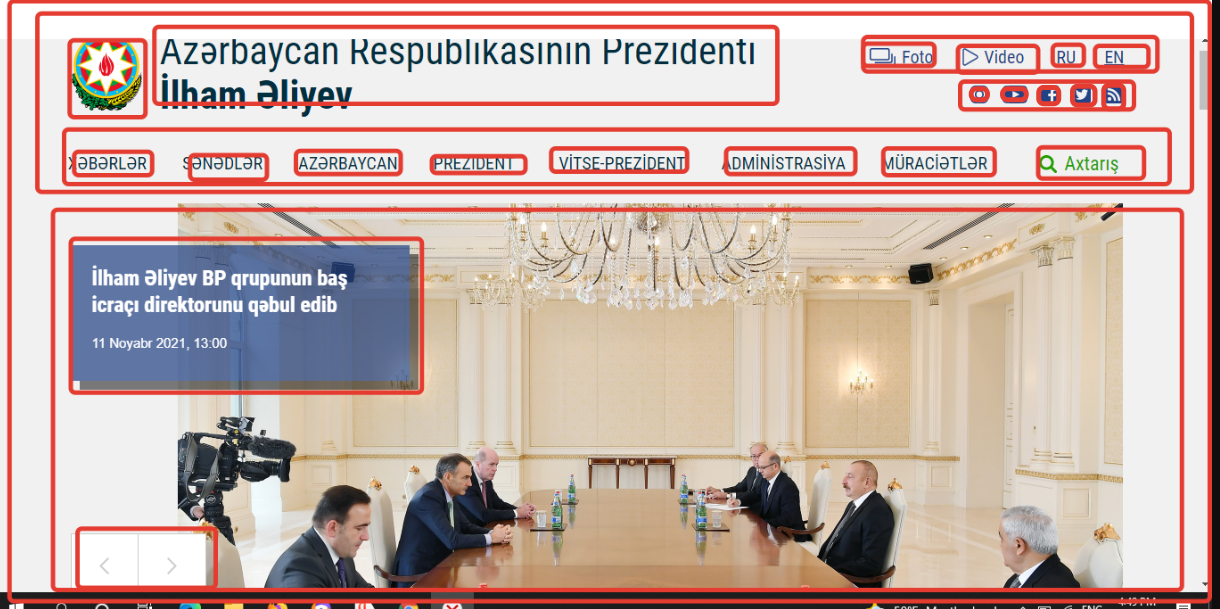 Azərbaycan Respublikasının Prezidenti
İlham Əliyev
Foto Video RU EN
XƏBƏRLƏR SƏNƏDLƏR AZƏRBAYCAN PREZİDENT VİTSE-PREZİDENT ADMİNİSTRASİYA MÜRACİƏTLƏR Axtarış
İlham Əliyev BP qrupunun baş
icraçı direktorunu qəbul edib
11 Noyabr 2021, 13:00
ENG